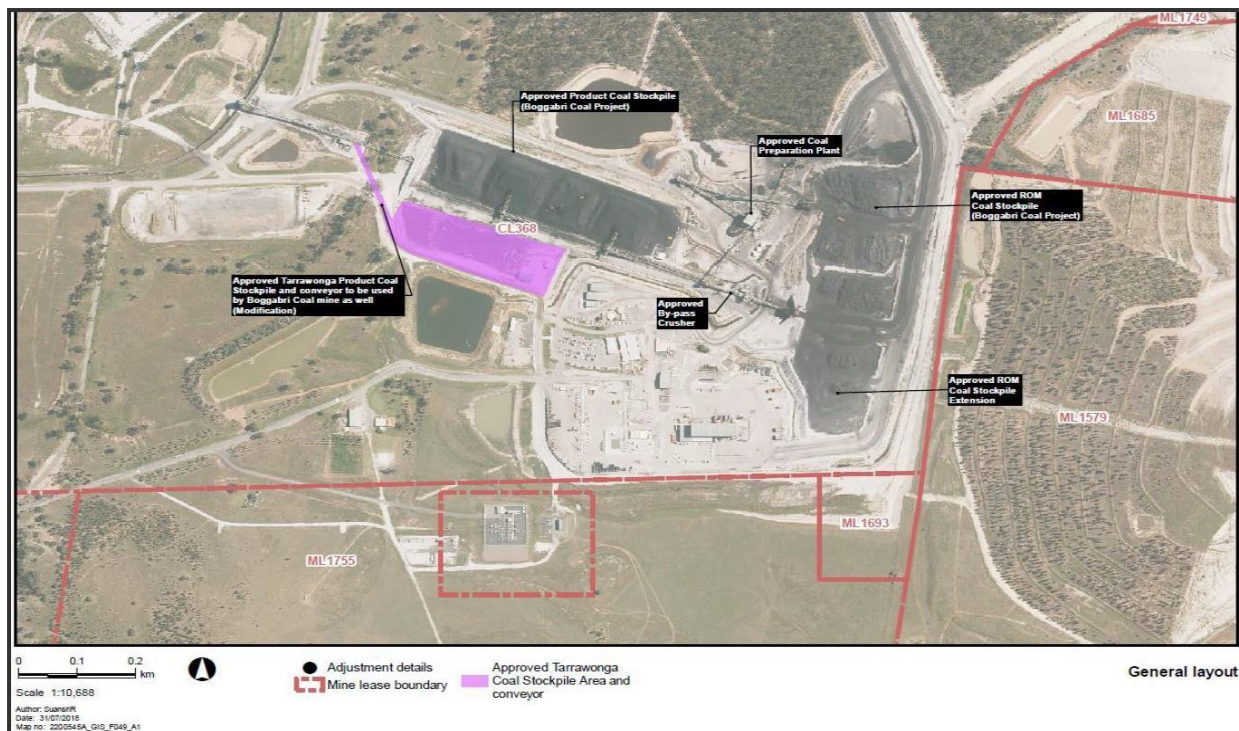 ML1749
ML1685
Approved Product Coal Stockpile
(Boggabri Coal Project)
Approved Coal
Preparation Plant
Approved ROM
Coal Stockpile
(Boggabri Coal Project)
CL368
Approved Tarrawonga Product Coal
Stockpile and conveyor to be used
by Boggabri Coal mine as well
(Modification)
Approved
By-pass
Crusher
Approved ROM
Coal Stockpile
Extension
ML1579
ML1693
ML1755
0 0.1 0.2
km
Scale 1:10,688
Author: SuansriR
Date: 31/07/2018
Map no: 2200545A_GIS_F049_A1
Adjustment details
Mine lease boundary
Approved Tarrawonga
Coal Stockpile Area and
conveyor
General layout